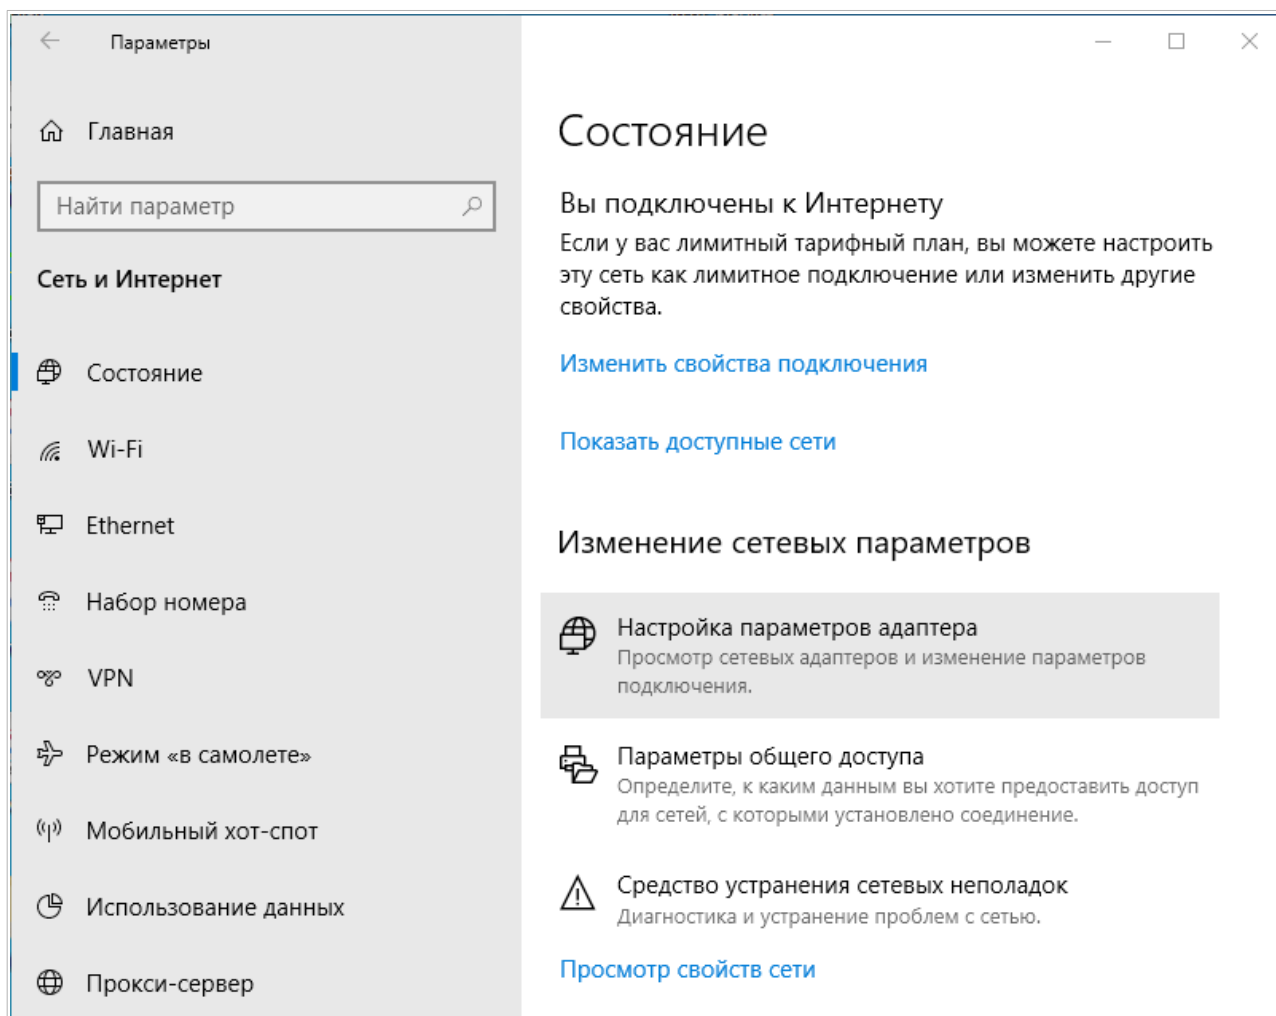 Параметры
Главная
Найти параметр
Сеть и Интернет
Состояние
Wi-Fi
Ethernet
Набор номера
VPN
Режим «в самолете»
Мобильный хот-спот
Использование данных
Прокси-сервер
Состояние
Вы подключены к Интернету
Если у вас лимитный тарифный план, вы можете настроить
эту сеть как лимитное подключение или изменить другие
свойства.
Изменить свойства подключения
Показать доступные сети
Изменение сетевых параметров
Настройка параметров адаптера
Просмотр сетевых адаптеров и изменение параметров
подключения.
Параметры общего доступа
Определите, к каким данным вы хотите предоставить доступ
для сетей, с которыми установлено соединение.
Средство устранения сетевых неполадок
Диагностика и устранение проблем с сетью.
Просмотр свойств сети